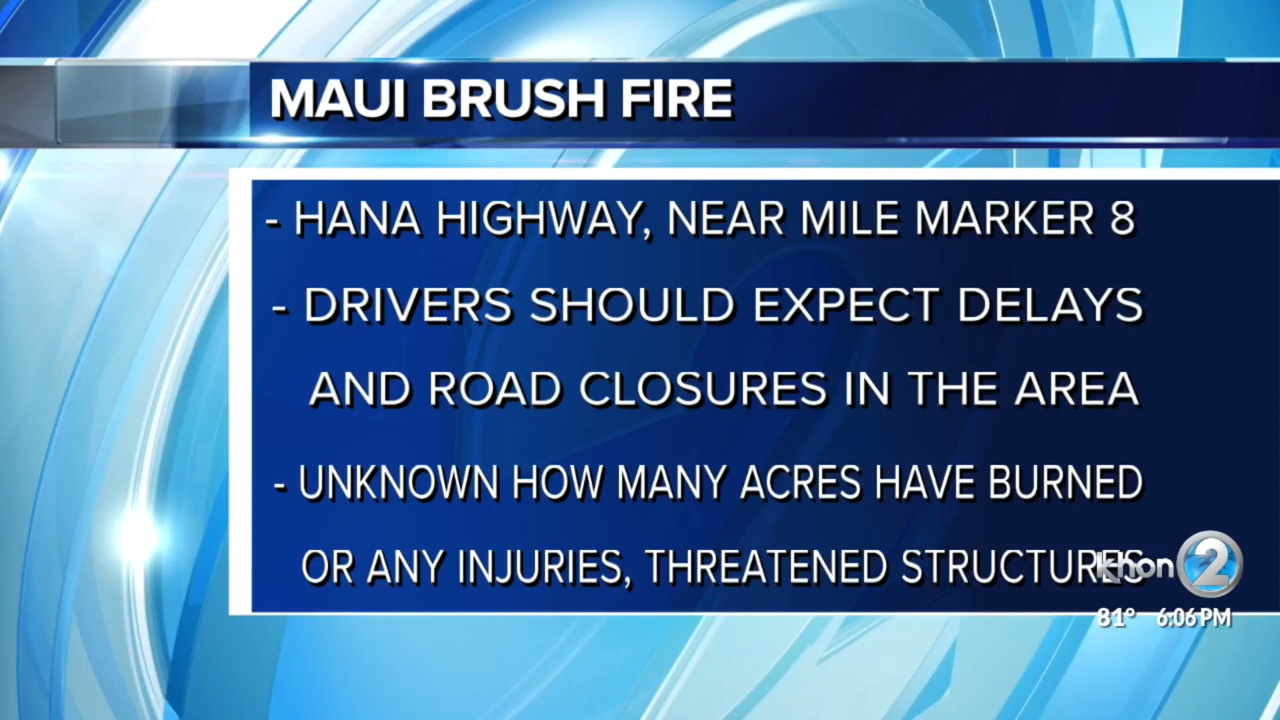 MAUI BRUSH FIRE
- HANA HIGHWAY, NEAR MILE MARKER 8
- DRIVERS SHOULD EXPECT DELAYS
AND ROAD CLOSURES IN THE AREA
- UNKNOWN HOW MANY ACRES HAVE BURNED
OR ANY INJURIES, THREATENED STRUCTURES
khon 2
81° 6:06 PM